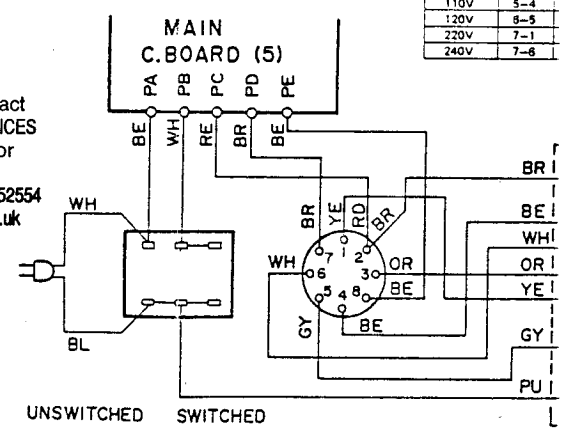 110V 5-4
120V 6-5
220V 7-1
240V 7-6
MAIN
C.BOARD (5)
PA PB PC PD PE
BE WH RE BR BE
act
NCES
or
52554
.uk
WH
BL
UNSWITCHED SWITCHED
BR YE RD BR
7 1 2
WH 6 3 OR
5 4 8 BE
GY BE
BR
BE
WH
OR
YE
GY
PU